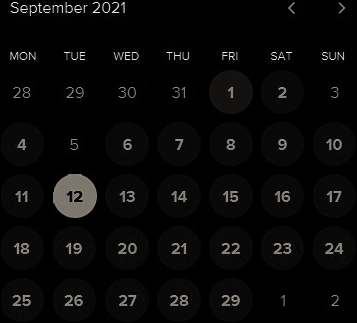 September 2021 < >
MON TUE WED THU FRI SAT SUN
28 29 30 31 1 2 3
4 5 6 7 8 9 10
11 12 13 14 15 16 17
18 19 20 21 22 23 24
25 26 27 28 29 1 2